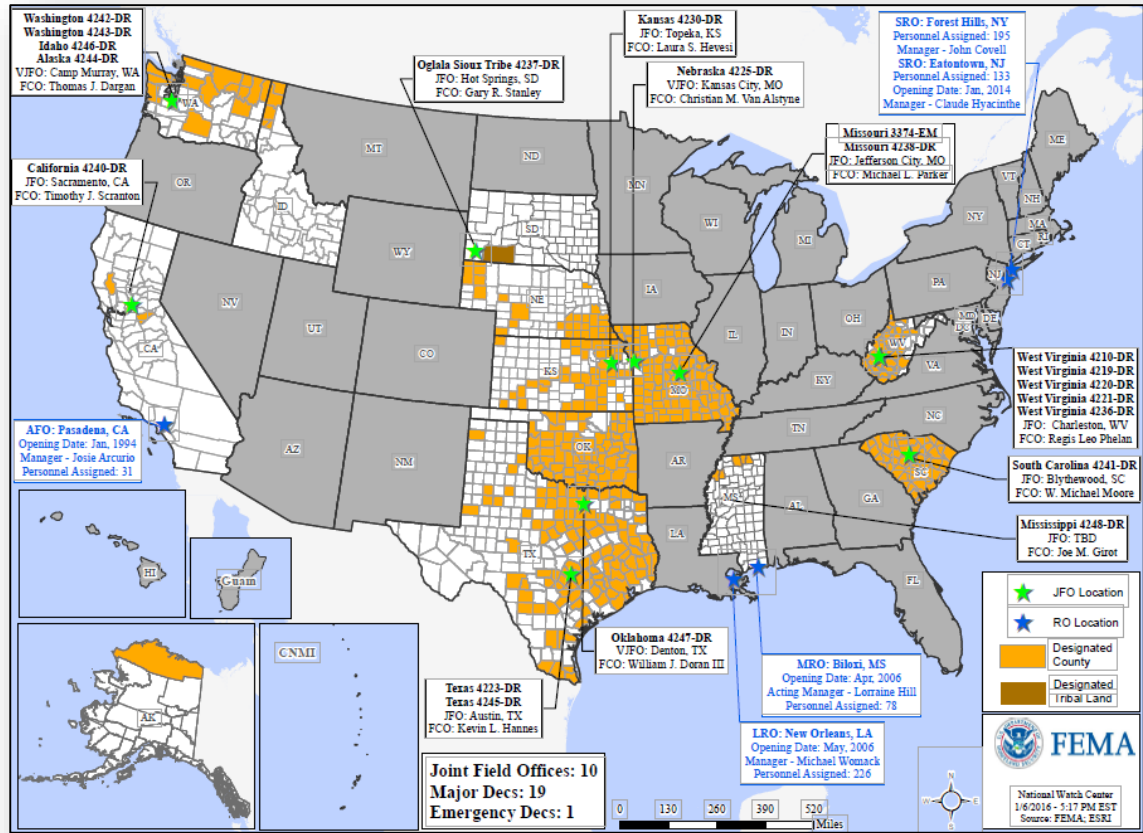 Washington 4242-DR
Washington 4243-DR
Idaho 4246-DR
Alaska 4244-DR
VJFO: Camp Murray, WA
FCO: Thomas J. Dargan
Oglala Sioux Tribe 4237-DR
JFO: Hot Springs, SD
FCO: Gary R. Stanley
Kansas 4230-DR
JFO: Topeka, KS
FCO: Laura S. Hevesi
Nebraska 4225-DR
VJFO: Kansas City, MO
FCO: Christian M. Van Alstyne
SRO: Forest Hills, NY
Personnel Assigned: 195
Manager - John Covell
SRO: Eatontown, NJ
Personnel Assigned: 133
Opening Date: Jan, 2014
Manager - Claude Hyacinthe
Missouri 3374-EM
Missouri 4238-DR
JFO: Jefferson City, MO
FCO: Michael L. Parker
California 4240-DR
JFO: Sacramento, CA
FCO: Timothy J. Scranton
WA
MT
ND
MN
ME
VT
NH
OR
ID
SD
WI
MI
NY
MA
RI
CT
WY
IA
PA
NJ
NV
NE
OH
MD
DE
DC
UT
IL
IN
WV
CO
VA
CA
KS
MO
KY
NC
TN
AZ
NM
OK
AR
SC
MS
AL
GA
TX
LA
FL
West Virginia 4210-DR
West Virginia 4219-DR
West Virginia 4220-DR
West Virginia 4221-DR
West Virginia 4236-DR
JFO: Charleston, WV
FCO: Regis Leo Phelan
AFO: Pasadena, CA
Opening Date: Jan, 1994
Manager - Josie Arcurio
Personnel Assigned: 31
South Carolina 4241-DR
JFO: Blythewood, SC
FCO: W. Michael Moore
Mississippi 4248-DR
JFO: TBD
FCO: Joe M. Girot
HI
Guam
CNMI
AK
Oklahoma 4247-DR
VJFO: Denton, TX
FCO: William J. Doran III
Texas 4223-DR
Texas 4245-DR
JFO: Austin, TX
FCO: Kevin L. Hannes
MRO: Biloxi, MS
Opening Date: Apr, 2006
Acting Manager - Lorraine Hill
Personnel Assigned: 78
LRO: New Orleans, LA
Opening Date: May, 2006
Manager - Michael Womack
Personnel Assigned: 226
JFO Location
RO Location
Designated
County
Designated
Tribal Land
FEMA
Joint Field Offices: 10
Major Decs: 19
Emergency Decs: 1
0 130 260 390 520
Miles
N
W E
S
National Watch Center
1/6/2016 - 5:17 PM EST
Source: FEMA; ESRI